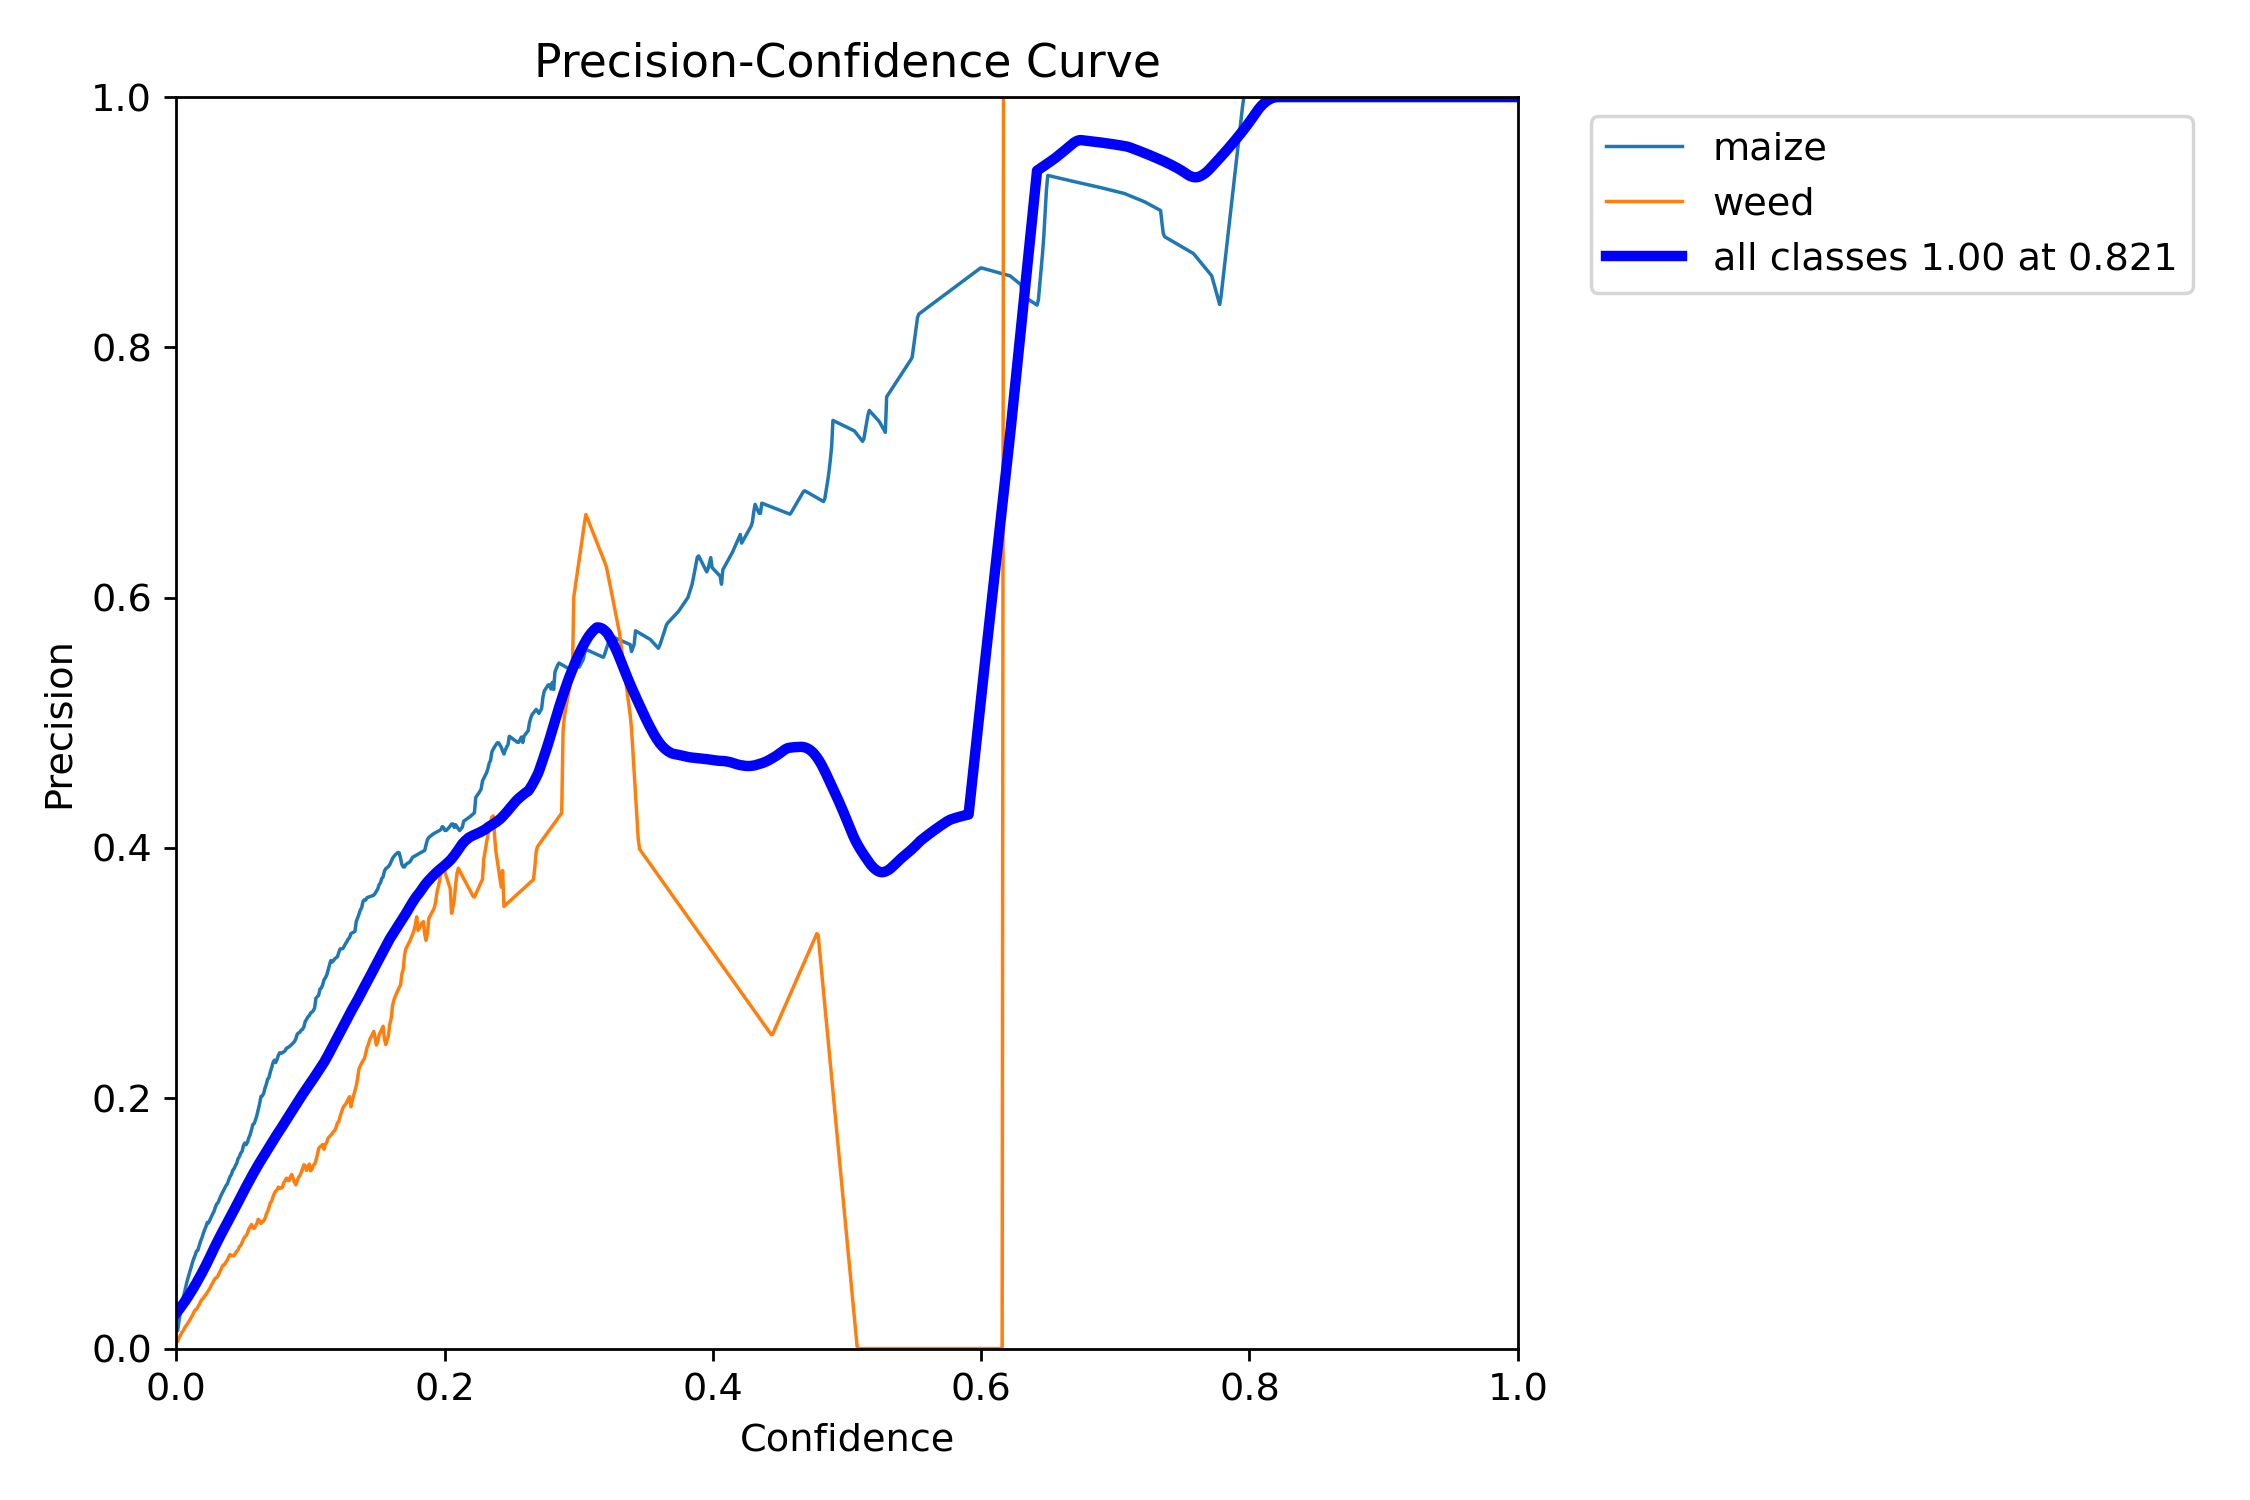 Precision-Confidence Curve
1.0
0.8
0.6
0.4
0.2
0.0
Precision
0.0 0.2 0.4 0.6 0.8 1.0
Confidence
maize
weed
all classes 1.00 at 0.821